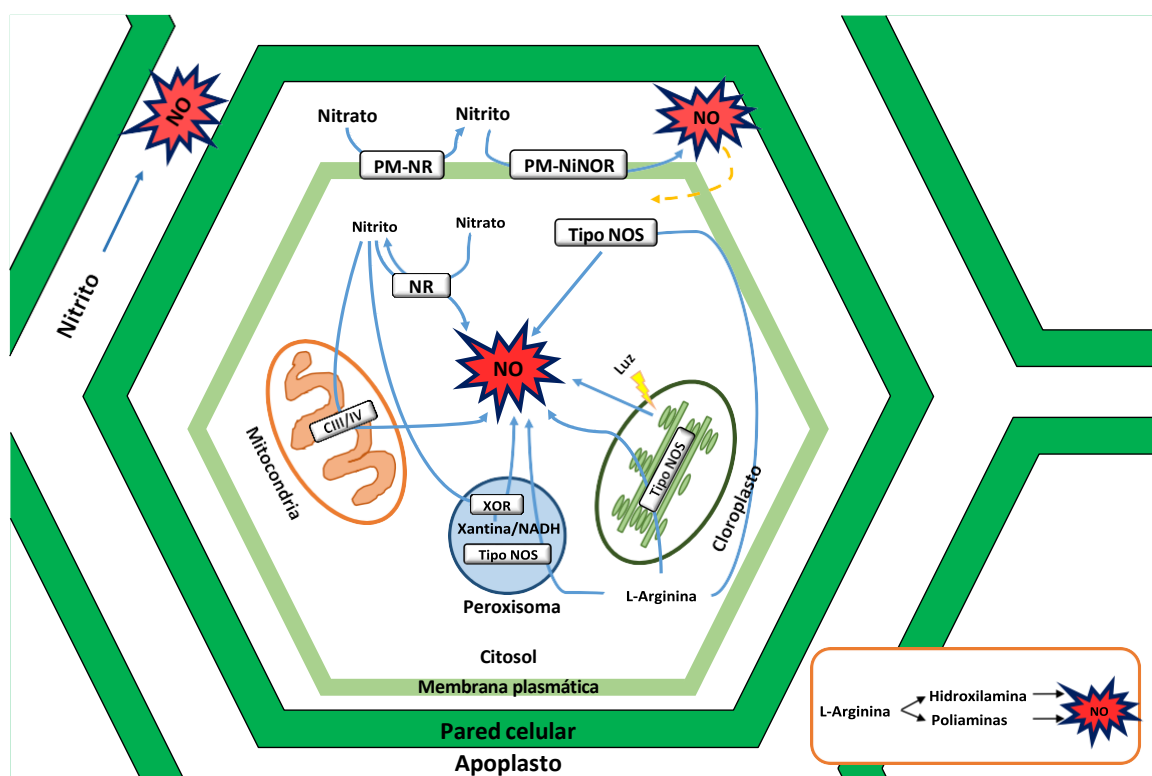 NO
Nitrito
Nitrato
Nitrito
NO
PM-NR
PM-NiNOR
Nitrito
Nitrato
Tipo NOS
NR
NO
Luz
CIII/IV
Mitocondria
Tipo NOS
Cloroplasto
XOR
Xantina/NADH
Tipo NOS
Peroxisoma
L-Arginina
Citosol
Membrana plasmática
Pared celular
Apoplasto
L-Arginina
Hidroxilamina
Poliaminas
NO